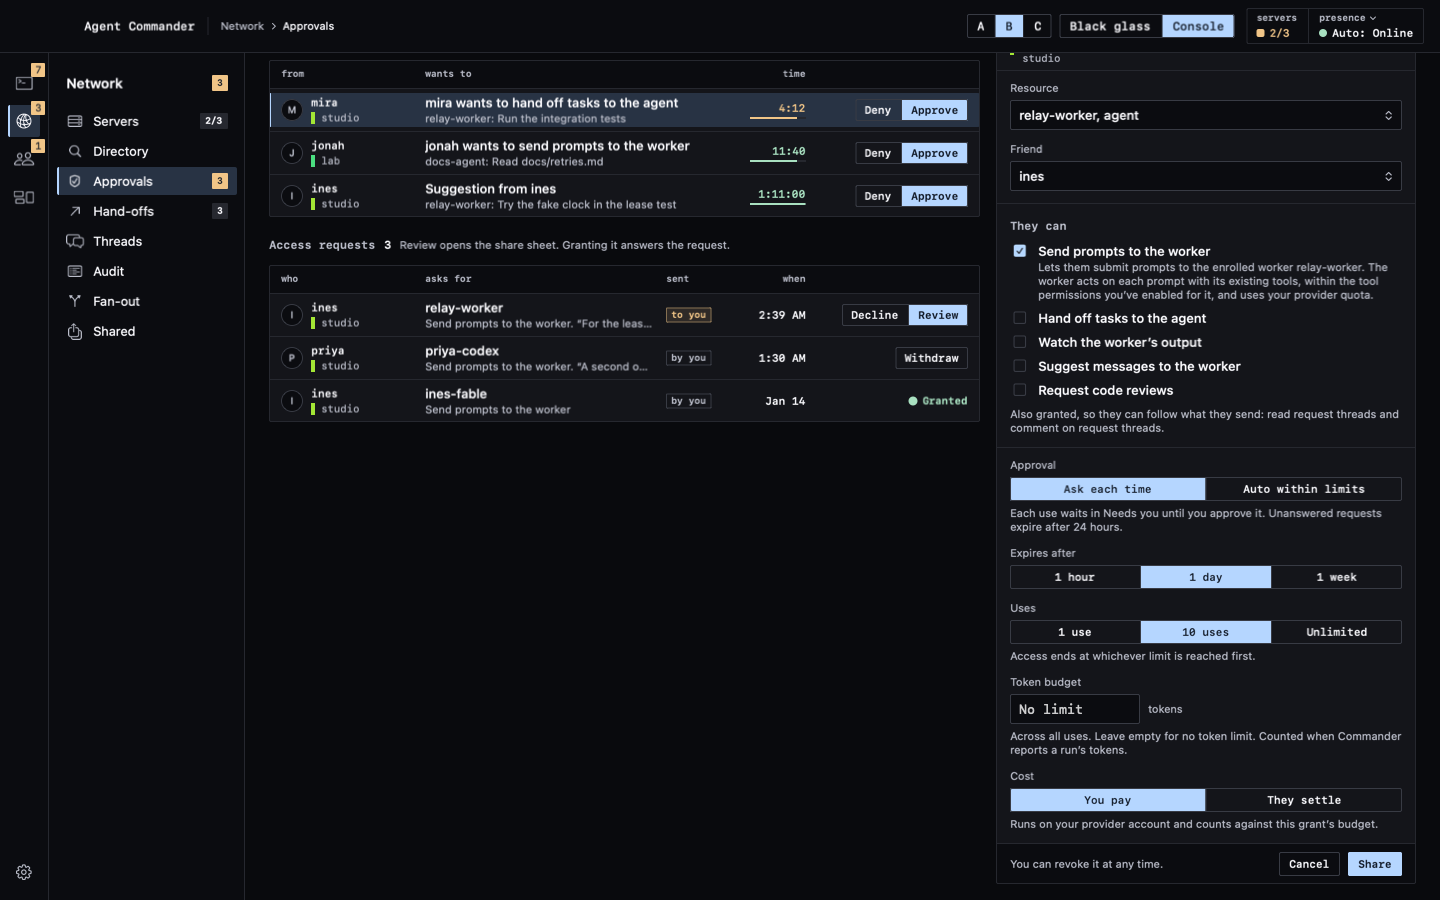 Agent Commander
Network > Approvals
A B C
Black glass Console
servers
2/3
presence
Auto: Online
7
3
1
Network 3
Servers 2/3
Directory
Approvals 3
Hand-offs 3
Threads
Audit
Fan-out
Shared
from wants to time
M mira mira wants to hand off tasks to the agent 4:12 Deny Approve
studio relay-worker: Run the integration tests
J jonah jonah wants to send prompts to the worker 11:40 Deny Approve
lab docs-agent: Read docs/retries.md
I ines Suggestion from ines 1:11:00 Deny Approve
studio relay-worker: Try the fake clock in the lease test
Access requests 3 Review opens the share sheet. Granting it answers the request.
who asks for sent when
I ines relay-worker to you 2:39 AM Decline Review
studio Send prompts to the worker. “For the leas…
P priya priya-codex by you 1:30 AM Withdraw
studio Send prompts to the worker. “A second o…
I ines ines-fable by you Jan 14 Granted
studio Send prompts to the worker
studio
Resource
relay-worker, agent
Friend
ines
They can
Send prompts to the worker
Lets them submit prompts to the enrolled worker relay-worker. The
worker acts on each prompt with its existing tools, within the tool
permissions you’ve enabled for it, and uses your provider quota.
Hand off tasks to the agent
Watch the worker’s output
Suggest messages to the worker
Request code reviews
Also granted, so they can follow what they send: read request threads and
comment on request threads.
Approval
Ask each time Auto within limits
Each use waits in Needs you until you approve it. Unanswered requests
expire after 24 hours.
Expires after
1 hour 1 day 1 week
Uses
1 use 10 uses Unlimited
Access ends at whichever limit is reached first.
Token budget
No limit tokens
Across all uses. Leave empty for no token limit. Counted when Commander
reports a run’s tokens.
Cost
You pay They settle
Runs on your provider account and counts against this grant’s budget.
You can revoke it at any time. Cancel Share